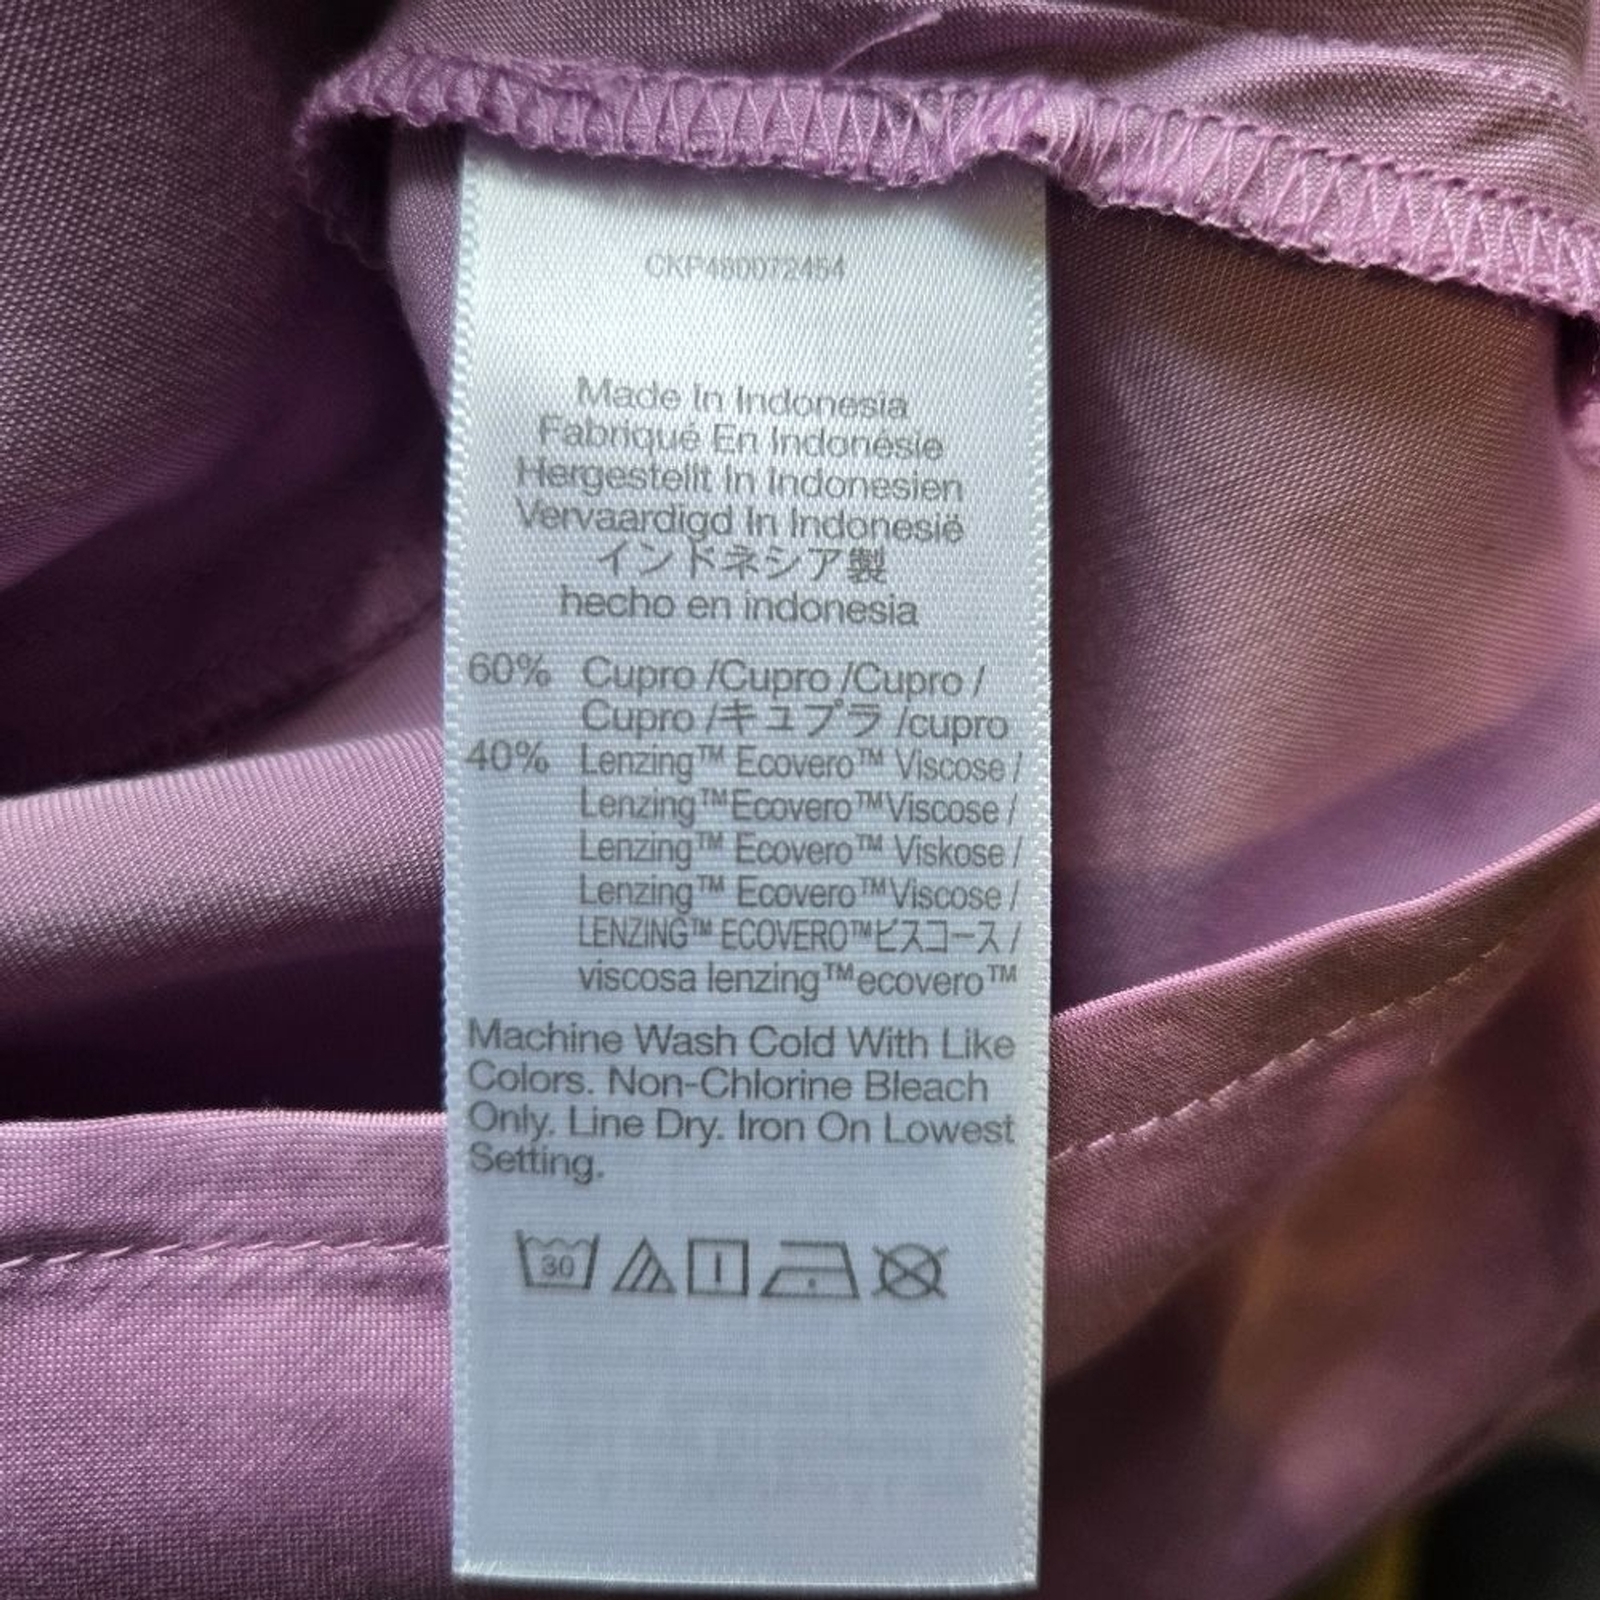 CKP480072454
Made In Indonesia
Fabriqué En Indonésie
Hergestellt In Indonesien
Vervaardigd In Indonesië
インドネシア製
hecho en indonesia
60% Cupro /Cupro /Cupro /
Cupro /キュプラ /cupro
40% Lenzing™ Ecovero™ Viscose /
Lenzing™Ecovero™Viscose /
Lenzing™ Ecovero™ Viskose /
Lenzing™ Ecovero™Viscose /
LENZING™ ECOVERO™ビスコース /
viscosa lenzing™ecovero™
Machine Wash Cold With Like
Colors. Non-Chlorine Bleach
Only. Line Dry. Iron On Lowest
Setting.
30